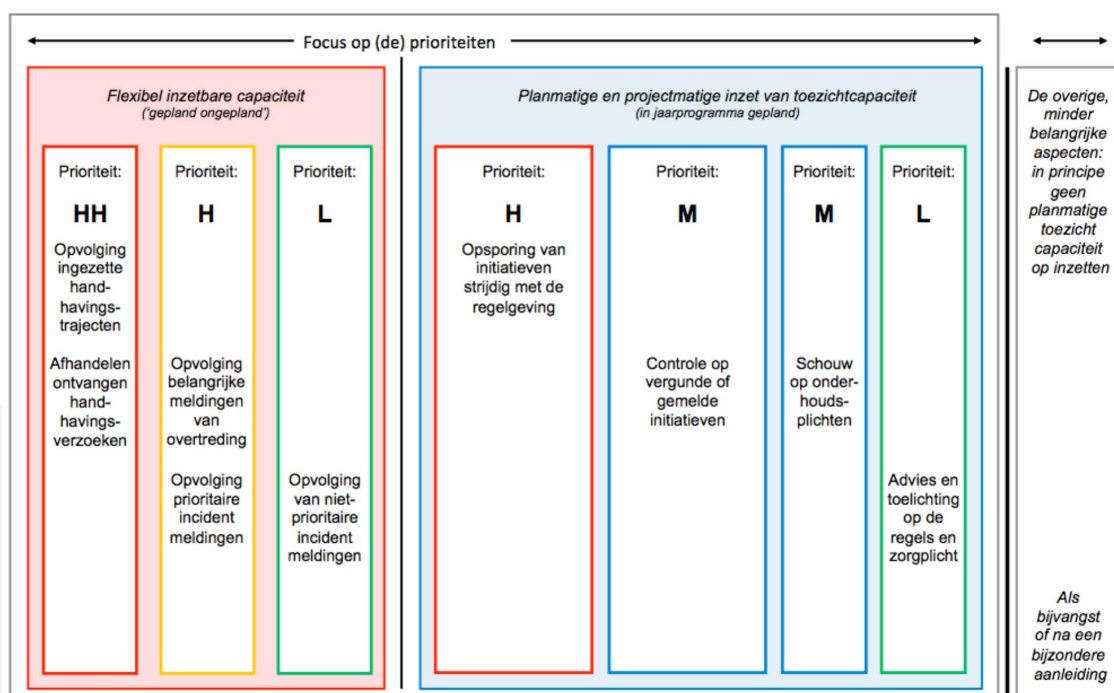 Focus op (de) prioriteiten
Flexibel inzetbare capaciteit
('gepland ongepland')
Prioriteit:
HH
Opvolging
ingezette
hand-
havings-
trajecten
Afhandelen
ontvangen
hand-
havings-
verzoeken
Prioriteit:
H
Opvolging
belangrijke
meldingen
van
overtreding
Opvolging
prioritaire
incident
meldingen
Prioriteit:
L
Opvolging
van niet-
prioritaire
incident
meldingen
Planmatige en projectmatige inzet van toezichtcapaciteit
(in jaarprogramma gepland)
Prioriteit:
H
Opsporing van
initiatieven
strijdig met de
regelgeving
Prioriteit:
M
Controle op
vergunde of
gemelde
initiatieven
Prioriteit:
M
Schouw
op onder-
houds-
plichten
Prioriteit:
L
Advies en
toelichting
op de
regels en
zorgplicht
De overige,
minder
belangrijke
aspecten:
in principe
geen
planmatige
toezicht
capaciteit
op inzetten
Als
bijvangst
of na een
bijzondere
aanleiding